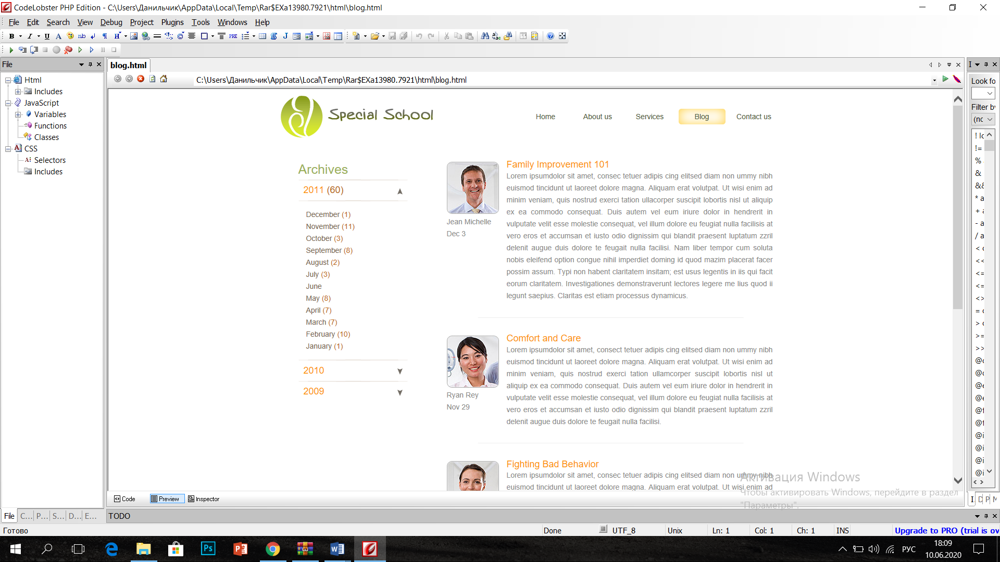 CodeLobster PHP Edition - C:\Users\Данильчик\AppData\Local\Temp\Rar$EXa13980.7921\html\blog.html
File Edit Search View Debug Project Plugins Tools Windows Help
File
blog.html
C:\Users\Данильчик\AppData\Local\Temp\Rar$EXa13980.7921\html\blog.html
Html
Includes
JavaScript
Variables
Functions
Classes
CSS
Selectors
Includes
Special School
Home About us Services Blog Contact us
Archives
2011 (60)
December (1)
November (11)
October (3)
September (8)
August (2)
July (3)
June
May (8)
April (7)
March (7)
February (10)
January (1)
2010
2009
Jean Michelle
Dec 3
Family Improvement 101
Lorem ipsumdolor sit amet, consec tetuer adipis cing elitsed diam non ummy nibh
euismod tincidunt ut laoreet dolore magna. Aliquam erat volutpat. Ut wisi enim ad
minim veniam, quis nostrud exerci tation ullacorper suscipit lobortis nisl ut aliquip
ex ea commodo consequat. Duis autem vel eum iriure dolor in hendrerit in
vulputate velit esse molestie consequat, vel illum dolore eu feugiat nulla facilisis at
vero eros et accumsan et iusto odio dignissim qui blandit praesent luptatum zzril
delenit augue duis dolore te feugait nulla facilisi. Nam liber tempor cum soluta
nobis eleifend option congue nihil imperdiet doming id quod mazim placerat facer
possim assum. Typi non habent claritatem insitam; est usus legentis in iis qui facit
eorum claritatem. Investigationes demonstraverunt lectores legere me lius quod ii
legunt saepius. Claritas est etiam processus dynamicus.
Ryan Rey
Nov 29
Comfort and Care
Lorem ipsumdolor sit amet, consect tetuer adipis cing elitsed diam non ummy nibh
euismod tincidunt ut laoreet dolore magna. Aliquam erat volutpat. Ut wisi enim ad
minim veniam, quis nostrud exerci tation ullamcorper suscipit lobortis nisl ut
aliquip ex ea commodo consequat. Duis autem vel eum iriure dolor in hendrerit in
vulputate velit esse molestie consequat, vel illum dolore eu feugiat nulla facilisis at
vero eros et accumsan et iusto odio dignissim qui blandit praesent luptatum zzril
delenit augue duis dolore te feugait nulla facilisi.
Fighting Bad Behavior
Lorem ipsumdolor sit amet, consec tetuer adipis cing elitsed diam non ummy nibh
euismod tincidunt ut laoreet dolore magna. Aliquam erat volutpat. Ut wisi enim ad
Активация Windows
Чтобы активировать Windows, перейдите в раздел
"Параметры".
I
Look fo
Filter by
(nc
! lc
!=
%
&
&&
* a
+ a
- a
/ a
<
<<
<=
<=
<>
=
>
>=
>>
Code Preview Inspector
I D P M
File C... P... S... D... E...
TODO
Готово Done UTF_8 Unix Ln: 1 Col: 1 Ch: 1 INS Upgrade to PRO (trial is ov
РУС
18:09
10.06.2020